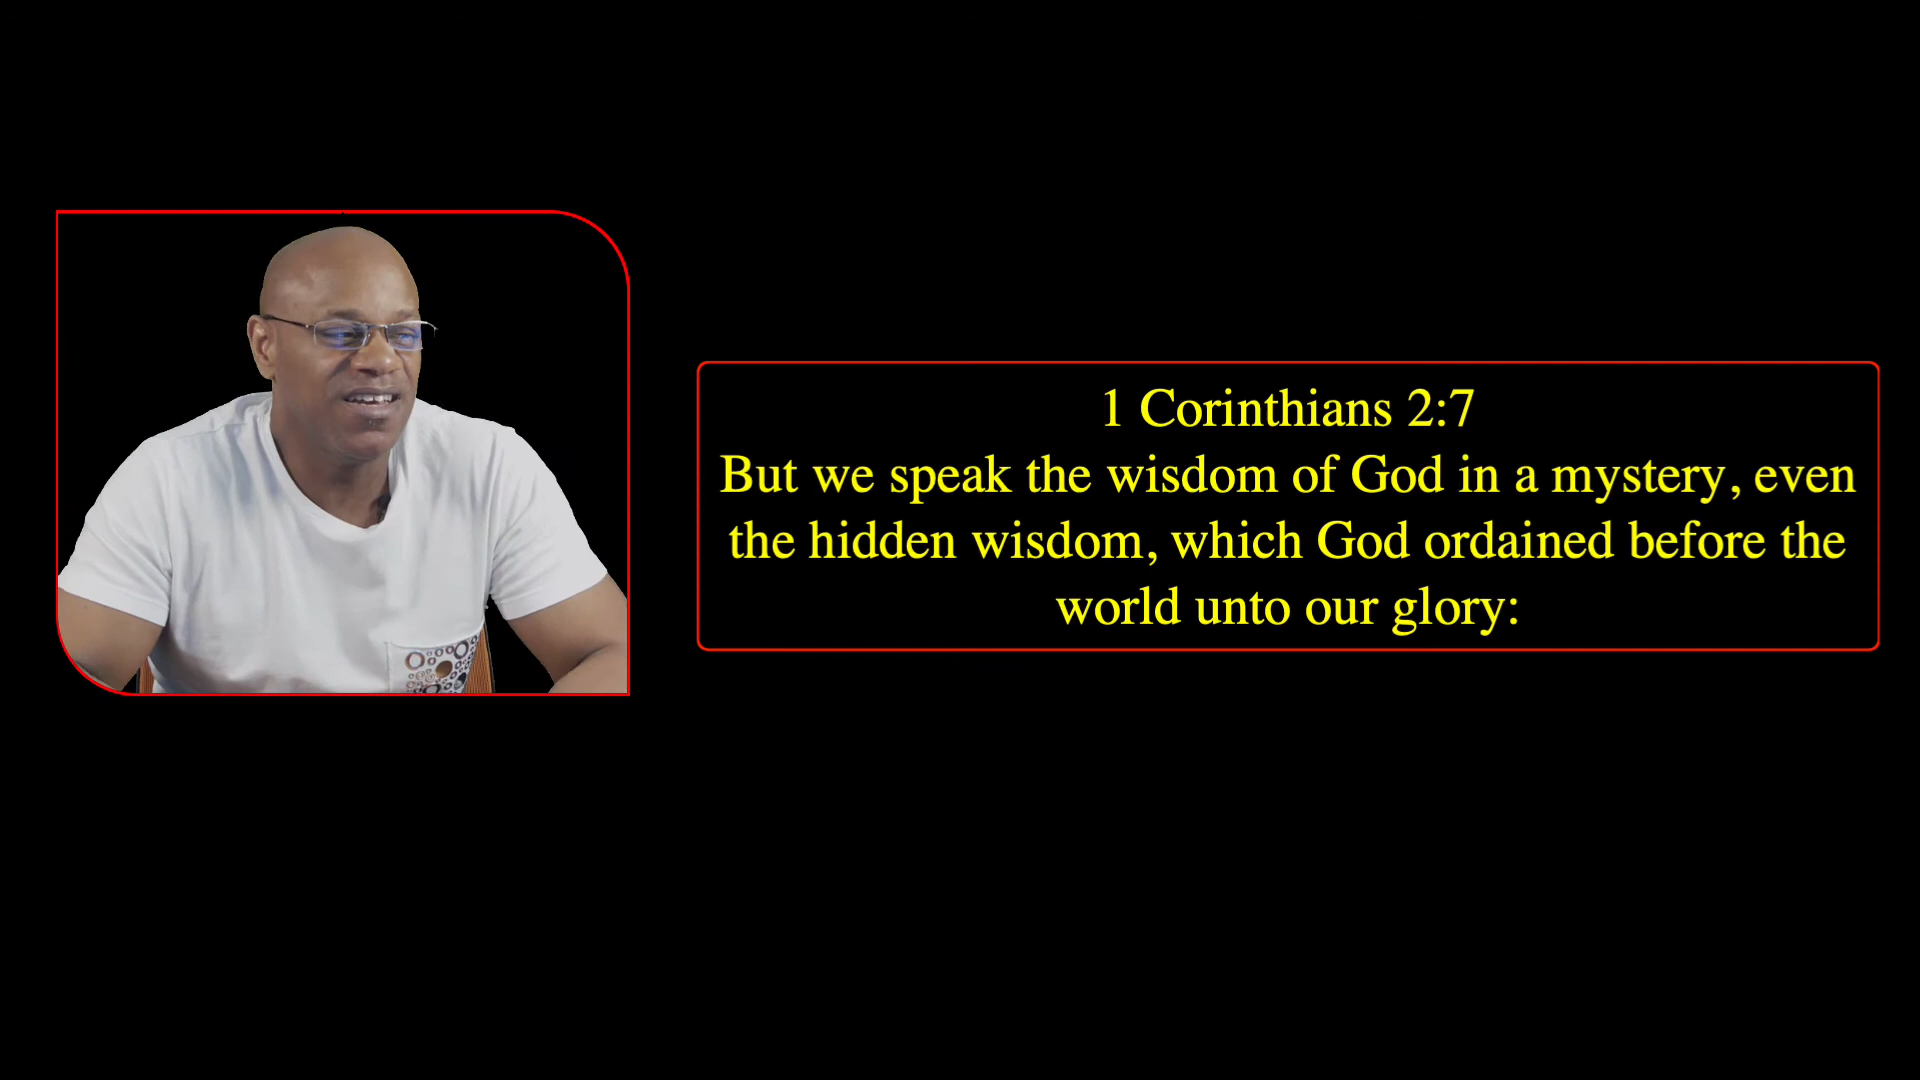 1 Corinthians 2:7
But we speak the wisdom of God in a mystery, even
the hidden wisdom, which God ordained before the
world unto our glory: